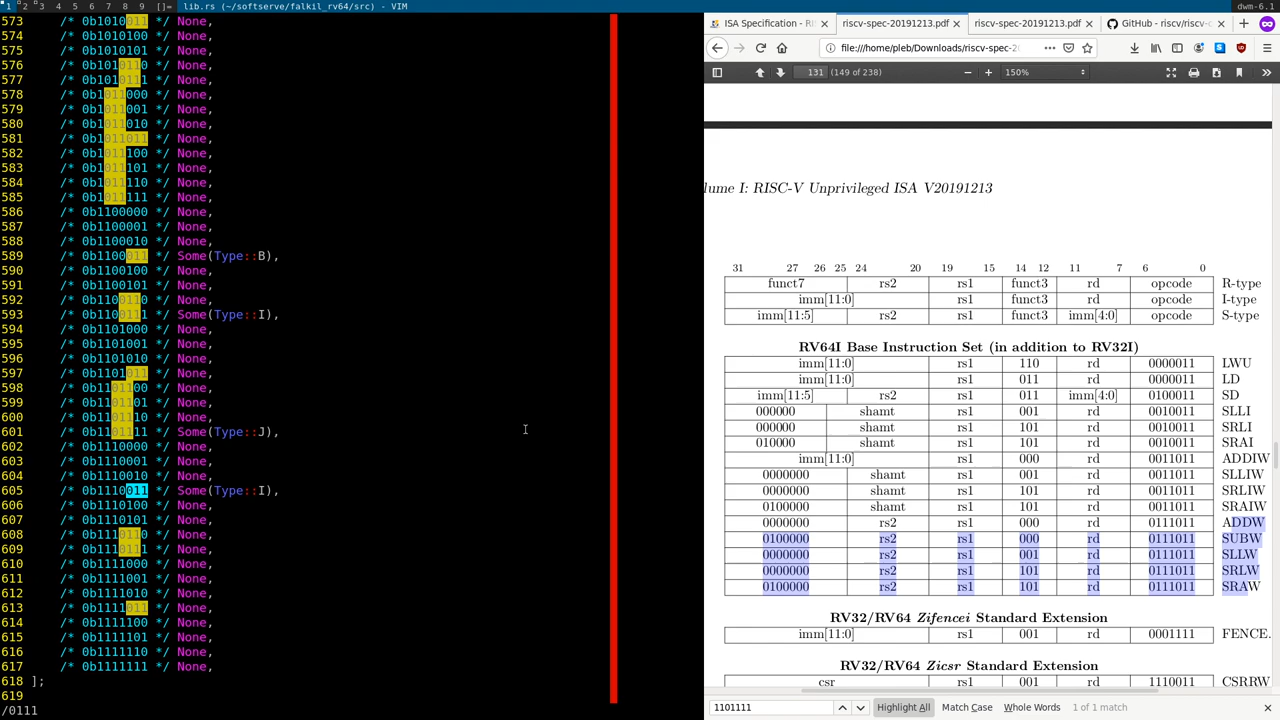 1 2 3 4 5 6 7 8 9 []= lib.rs (~/softserve/falkil_rv64/src) - VIM
dwm-6.1
573 /* 0b1010011 */ None,
574 /* 0b1010100 */ None,
575 /* 0b1010101 */ None,
576 /* 0b1010110 */ None,
577 /* 0b1010111 */ None,
578 /* 0b1011000 */ None,
579 /* 0b1011001 */ None,
580 /* 0b1011010 */ None,
581 /* 0b1011011 */ None,
582 /* 0b1011100 */ None,
583 /* 0b1011101 */ None,
584 /* 0b1011110 */ None,
585 /* 0b1011111 */ None,
586 /* 0b1100000 */ None,
587 /* 0b1100001 */ None,
588 /* 0b1100010 */ None,
589 /* 0b1100011 */ Some(Type::B),
590 /* 0b1100100 */ None,
591 /* 0b1100101 */ None,
592 /* 0b1100110 */ None,
593 /* 0b1100111 */ Some(Type::I),
594 /* 0b1101000 */ None,
595 /* 0b1101001 */ None,
596 /* 0b1101010 */ None,
597 /* 0b1101011 */ None,
598 /* 0b1101100 */ None,
599 /* 0b1101101 */ None,
600 /* 0b1101110 */ None,
601 /* 0b1101111 */ Some(Type::J),
602 /* 0b1110000 */ None,
603 /* 0b1110001 */ None,
604 /* 0b1110010 */ None,
605 /* 0b1110011 */ Some(Type::I),
606 /* 0b1110100 */ None,
607 /* 0b1110101 */ None,
608 /* 0b1110110 */ None,
609 /* 0b1110111 */ None,
610 /* 0b1111000 */ None,
611 /* 0b1111001 */ None,
612 /* 0b1111010 */ None,
613 /* 0b1111011 */ None,
614 /* 0b1111100 */ None,
615 /* 0b1111101 */ None,
616 /* 0b1111110 */ None,
617 /* 0b1111111 */ None,
618 ];
619
/0111
ISA Specification - RIS riscv-spec-20191213.pdf riscv-spec-20191213.pdf GitHub - riscv/riscv-c
file:///home/pleb/Downloads/riscv-spec-2
131 (149 of 238) 150%
lume I: RISC-V Unprivileged ISA V20191213
31 27 26 25 24 20 19 15 14 12 11 7 6 0
funct7 rs2 rs1 funct3 rd opcode R-type
imm[11:0] rs1 funct3 rd opcode I-type
imm[11:5] rs2 rs1 funct3 imm[4:0] opcode S-type
RV64I Base Instruction Set (in addition to RV32I)
imm[11:0] rs1 110 rd 0000011 LWU
imm[11:0] rs1 011 rd 0000011 LD
imm[11:5] rs2 rs1 011 imm[4:0] 0100011 SD
000000 shamt rs1 001 rd 0010011 SLLI
000000 shamt rs1 101 rd 0010011 SRLI
010000 shamt rs1 101 rd 0010011 SRAI
imm[11:0] rs1 000 rd 0011011 ADDIW
0000000 shamt rs1 001 rd 0011011 SLLIW
0000000 shamt rs1 101 rd 0011011 SRLIW
0100000 shamt rs1 101 rd 0011011 SRAIW
0000000 rs2 rs1 000 rd 0111011 ADDW
0100000 rs2 rs1 000 rd 0111011 SUBW
0000000 rs2 rs1 001 rd 0111011 SLLW
0000000 rs2 rs1 101 rd 0111011 SRLW
0100000 rs2 rs1 101 rd 0111011 SRAW
RV32/RV64 Zifencei Standard Extension
imm[11:0] rs1 001 rd 0001111 FENCE.
RV32/RV64 Zicsr Standard Extension
csr rs1 001 rd 1110011 CSRRW
1101111 Highlight All Match Case Whole Words 1 of 1 match